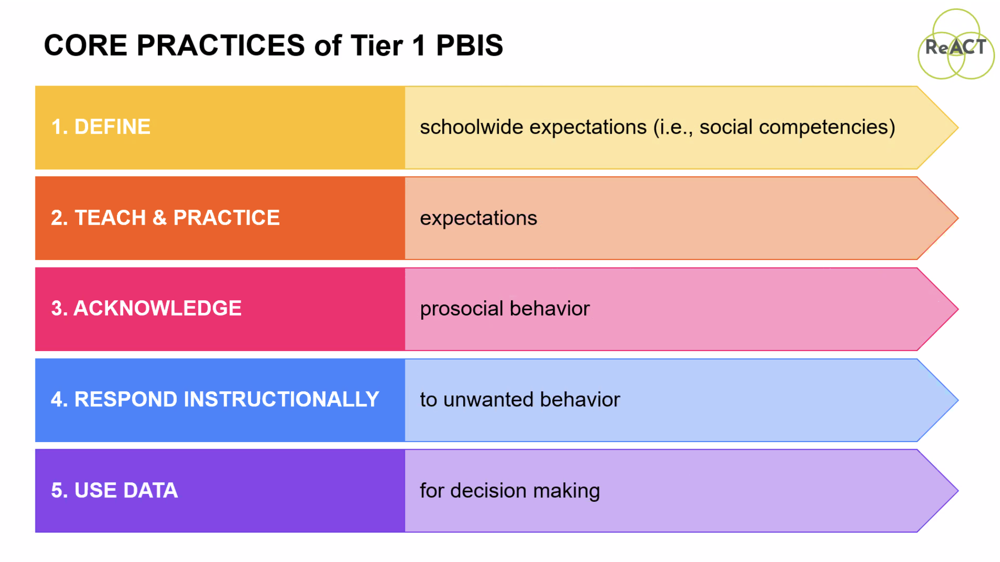 CORE PRACTICES of Tier 1 PBIS
ReACT
1. DEFINE
schoolwide expectations (i.e., social competencies)
2. TEACH & PRACTICE
expectations
3. ACKNOWLEDGE
prosocial behavior
4. RESPOND INSTRUCTIONALLY
to unwanted behavior
5. USE DATA
for decision making